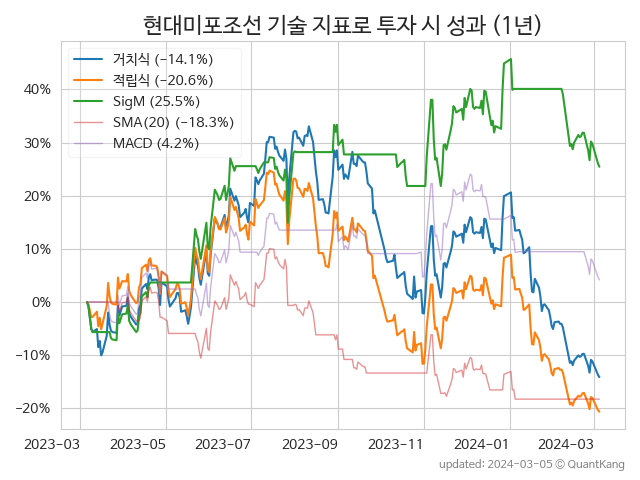 현대미포조선 기술 지표로 투자 시 성과 (1년)
거치식 (−14.1%)
적립식 (−20.6%)
SigM (25.5%)
SMA(20) (−18.3%)
MACD (4.2%)
40%
30%
20%
10%
0%
−10%
−20%
2023-03 2023-05 2023-07 2023-09 2023-11 2024-01 2024-03
updated: 2024-03-05 ⓒ QuantKang